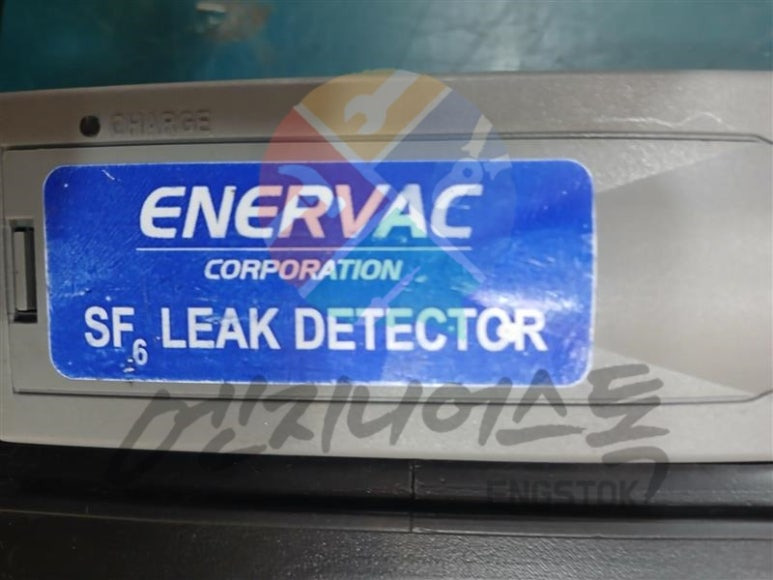 CHARGE
ENERVAC
CORPORATION
SF₆ LEAK DETECTOR
엔지니어스톡
ENGSTOK